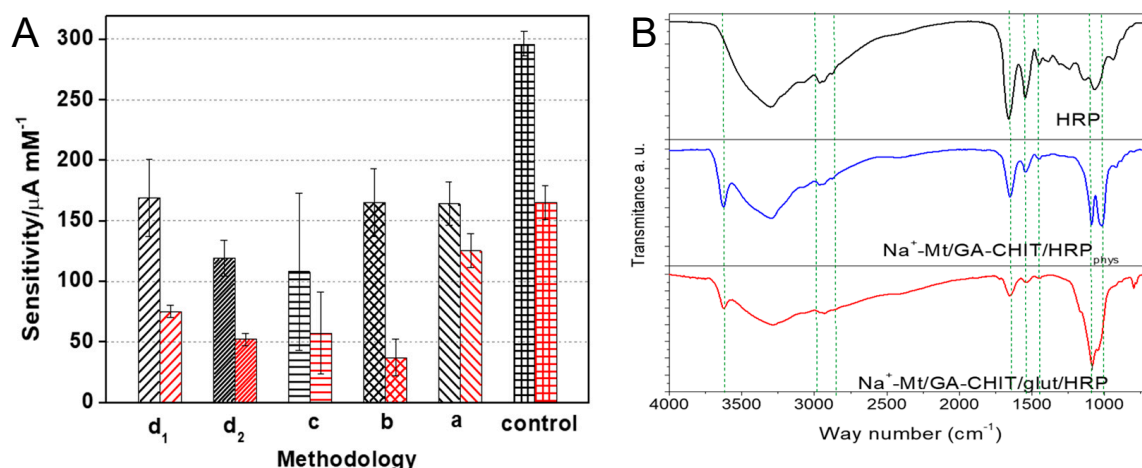 A
Sensitivity/µA mM⁻¹
300
250
200
150
100
50
0
d₁ d₂ c b a control
Methodology
B
Transmitance a. u.
HRP
Na⁺-Mt/GA-CHIT/HRPphys
Na⁺-Mt/GA-CHIT/glut/HRP
4000 3500 3000 2500 2000 1500 1000
Way number (cm⁻¹)